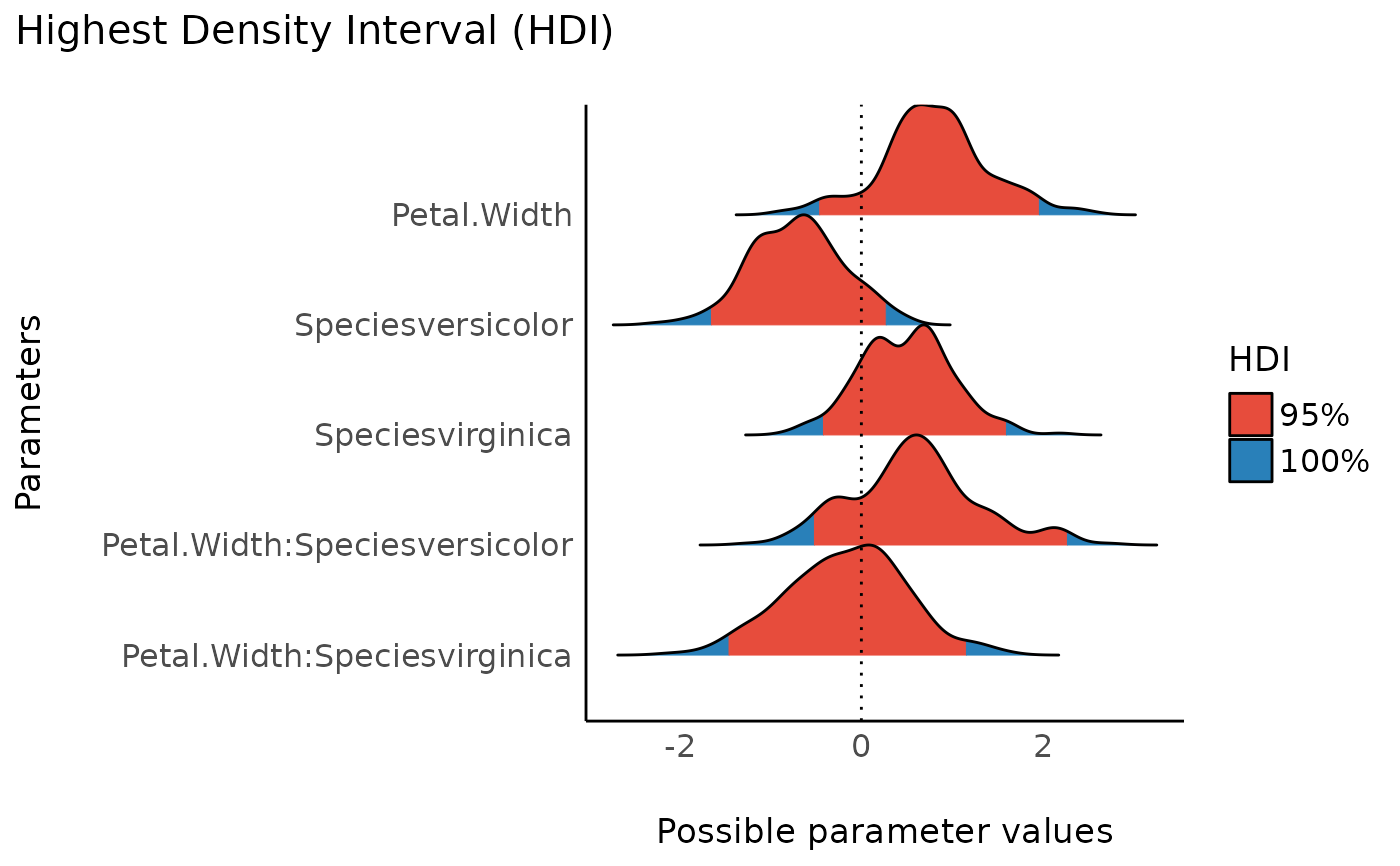 Highest Density Interval (HDI)
Parameters
Petal.Width
Speciesversicolor
Speciesvirginica
Petal.Width:Speciesversicolor
Petal.Width:Speciesvirginica
-2
0
2
Possible parameter values
HDI
95%
100%